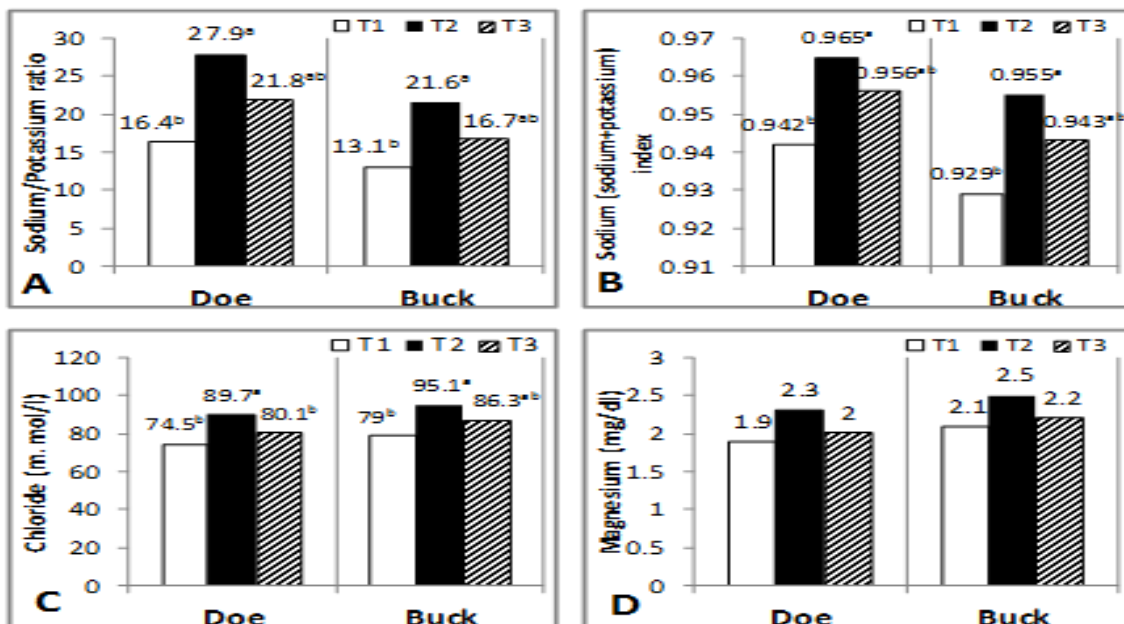 Sodium/Potassium ratio
30
25
20
15
10
5
0
T1 T2 T3
16.4ᵇ 27.9ᵃ 21.8ᵃᵇ
13.1ᵇ 21.6ᵃ 16.7ᵃᵇ
Doe Buck
A
Sodium (sodium+potassium)
index
0.97
0.96
0.95
0.94
0.93
0.92
0.91
T1 T2 T3
0.942ᵇ 0.965ᵃ 0.956ᵃᵇ
0.929ᵇ 0.955ᵃ 0.943ᵃᵇ
Doe Buck
B
Chloride (m. mo/l)
120
100
80
60
40
20
0
T1 T2 T3
74.5ᵇ 89.7ᵃ 80.1ᵇ
79ᵇ 95.1ᵃ 86.3ᵃᵇ
Doe Buck
C
Magnesium (mg/dl)
3
2.5
2
1.5
1
0.5
0
T1 T2 T3
1.9 2.3 2
2.1 2.5 2.2
Doe Buck
D